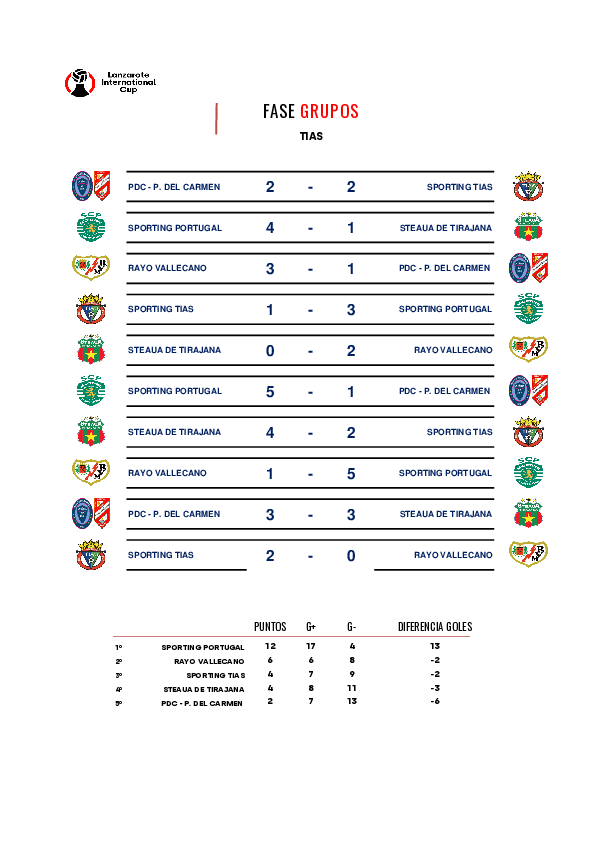 Lanzarote
International
Cup
FASE GRUPOS
TIAS
PDC - P. DEL CARMEN 2 - 2 SPORTING TIAS
SPORTING PORTUGAL 4 - 1 STEAUA DE TIRAJANA
RAYO VALLECANO 3 - 1 PDC - P. DEL CARMEN
SPORTING TIAS 1 - 3 SPORTING PORTUGAL
STEAUA DE TIRAJANA 0 - 2 RAYO VALLECANO
SPORTING PORTUGAL 5 - 1 PDC - P. DEL CARMEN
STEAUA DE TIRAJANA 4 - 2 SPORTING TIAS
RAYO VALLECANO 1 - 5 SPORTING PORTUGAL
PDC - P. DEL CARMEN 3 - 3 STEAUA DE TIRAJANA
SPORTING TIAS 2 - 0 RAYO VALLECANO
PUNTOS G+ G- DIFERENCIA GOLES
1º SPORTING PORTUGAL 12 17 4 13
2º RAYO VALLECANO 6 6 8 -2
3º SPORTING TIAS 4 7 9 -2
4º STEAUA DE TIRAJANA 4 8 11 -3
5º PDC - P. DEL CARMEN 2 7 13 -6